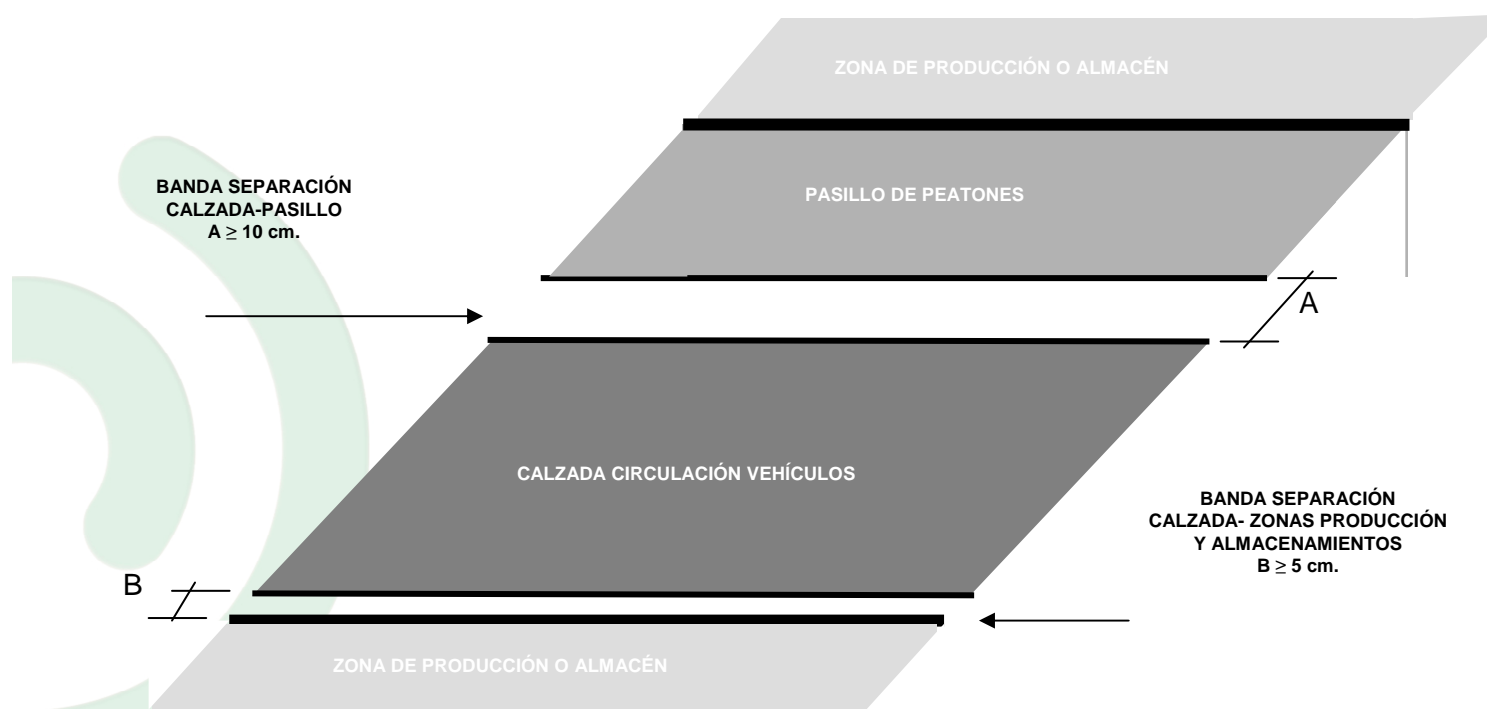 ZONA DE PRODUCCIÓN O ALMACÉN
BANDA SEPARACIÓN
CALZADA-PASILLO
A ≥ 10 cm.
PASILLO DE PEATONES
A
CALZADA CIRCULACIÓN VEHÍCULOS
BANDA SEPARACIÓN
CALZADA- ZONAS PRODUCCIÓN
Y ALMACENAMIENTOS
B ≥ 5 cm.
B
ZONA DE PRODUCCIÓN O ALMACÉN